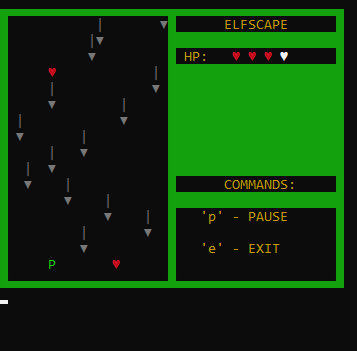 ELFSCAPE
HP: ♥ ♥ ♥ ♥
COMMANDS:
'p' - PAUSE
'e' - EXIT
P